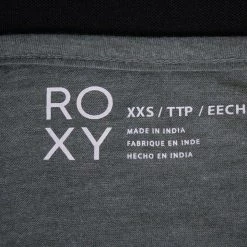 RO
XY
XXS / TTP / EECH
MADE IN INDIA
FABRIQUE EN INDE
HECHO EN INDIA